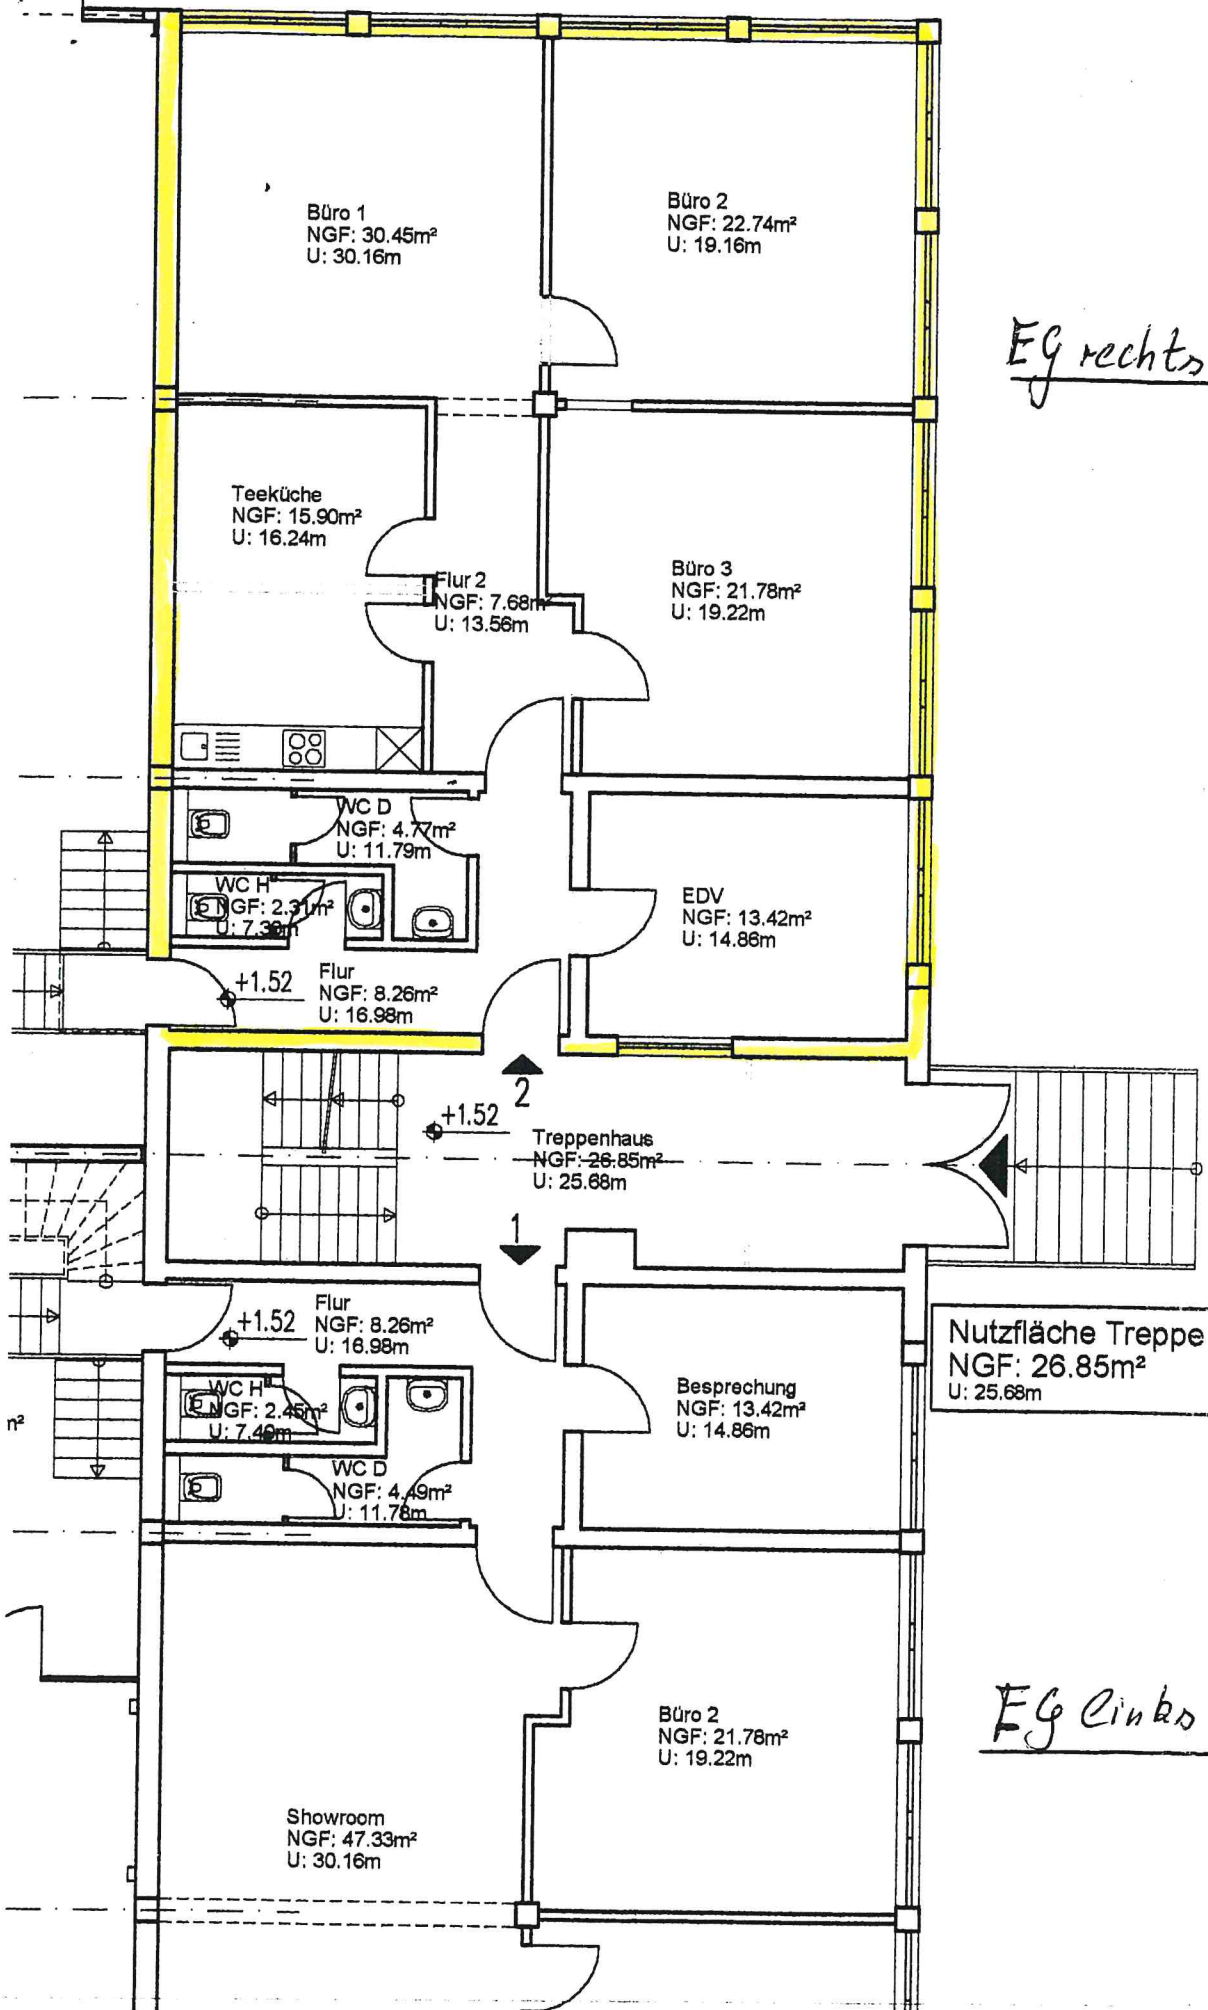 Büro 1
NGF: 30.45m²
U: 30.16m
Büro 2
NGF: 22.74m²
U: 19.16m
EG rechts
Teeküche
NGF: 15.90m²
U: 16.24m
Flur 2
NGF: 7.68m²
U: 13.56m
Büro 3
NGF: 21.78m²
U: 19.22m
WC D
NGF: 4.77m²
U: 11.79m
WC H
NGF: 2.31m²
EDV
NGF: 13.42m²
U: 14.86m
+1.52
Flur
NGF: 8.26m²
U: 16.98m
2
+1.52
Treppenhaus
NGF: 26.85m²
U: 25.68m
1
+1.52
Flur
NGF: 8.26m²
U: 16.98m
Nutzfläche Treppe
NGF: 26.85m²
U: 25.68m
WC H
NGF: 2.45m²
Besprechung
NGF: 13.42m²
U: 14.86m
m²
WC D
NGF: 4.49m²
U: 11.78m
Büro 2
NGF: 21.78m²
U: 19.22m
EG links
Showroom
NGF: 47.33m²
U: 30.16m